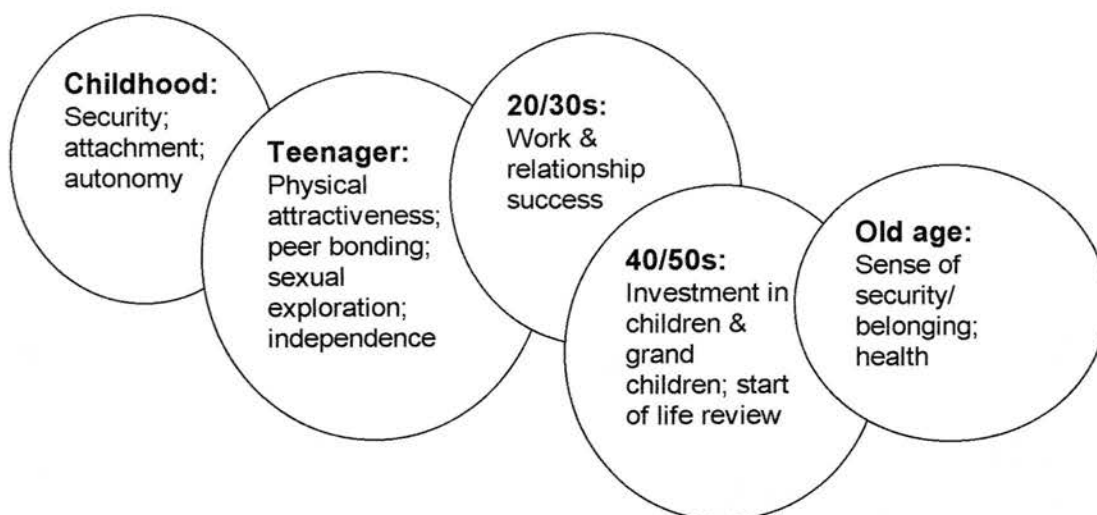 Childhood:
Security;
attachment;
autonomy
Teenager:
Physical
attractiveness;
peer bonding;
sexual
exploration;
independence
20/30s:
Work &
relationship
success
40/50s:
Investment in
children &
grand
children; start
of life review
Old age:
Sense of
security/
belonging;
health